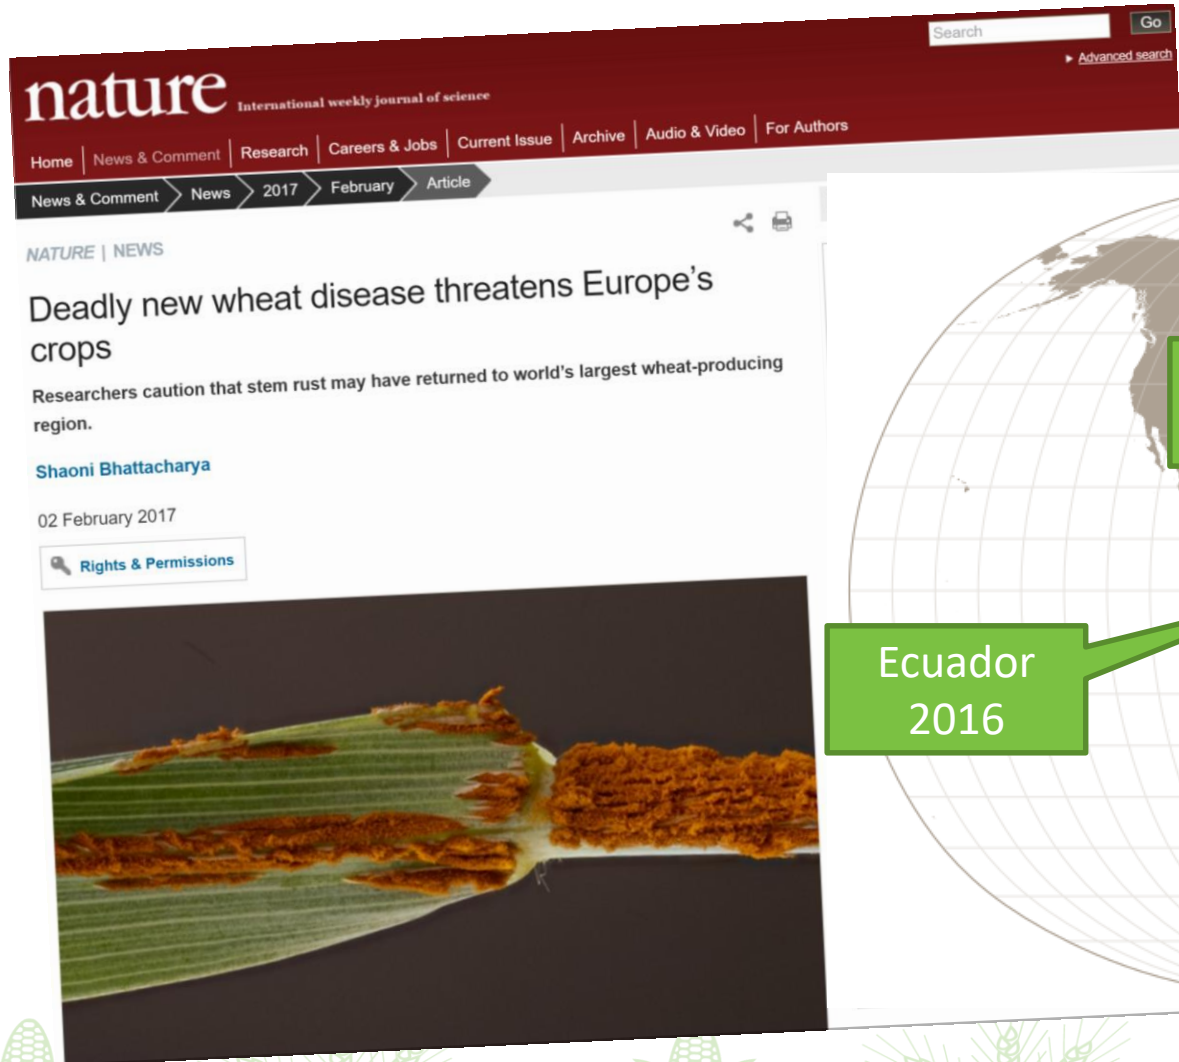 Search
Go
Advanced search
nature International weekly journal of science
Home News & Comment Research Careers & Jobs Current Issue Archive Audio & Video For Authors
News & Comment News 2017 February Article
NATURE | NEWS
Deadly new wheat disease threatens Europe's
crops
Researchers caution that stem rust may have returned to world's largest wheat-producing
region.
Shaoni Bhattacharya
02 February 2017
Rights & Permissions
Ecuador
2016